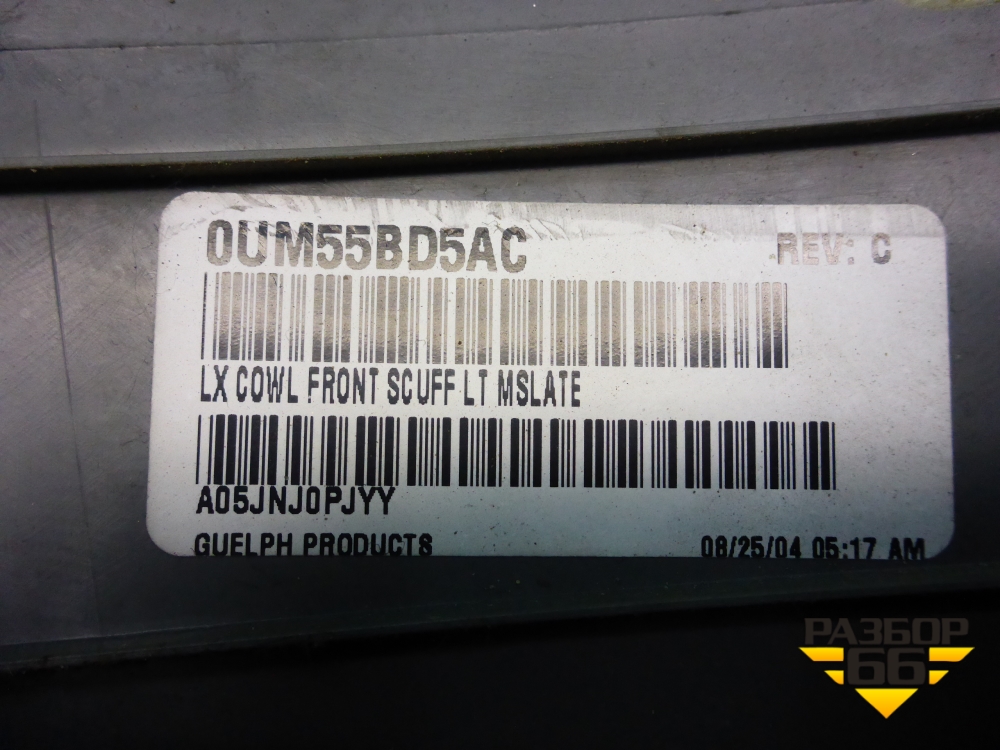 0UM55BD5AC REV: C
LX COWL FRONT SCUFF LT MSLATE
A05JNJ0PJYY
GUELPH PRODUCTS 08/25/04 05:17 AM
РАЗБОР
66